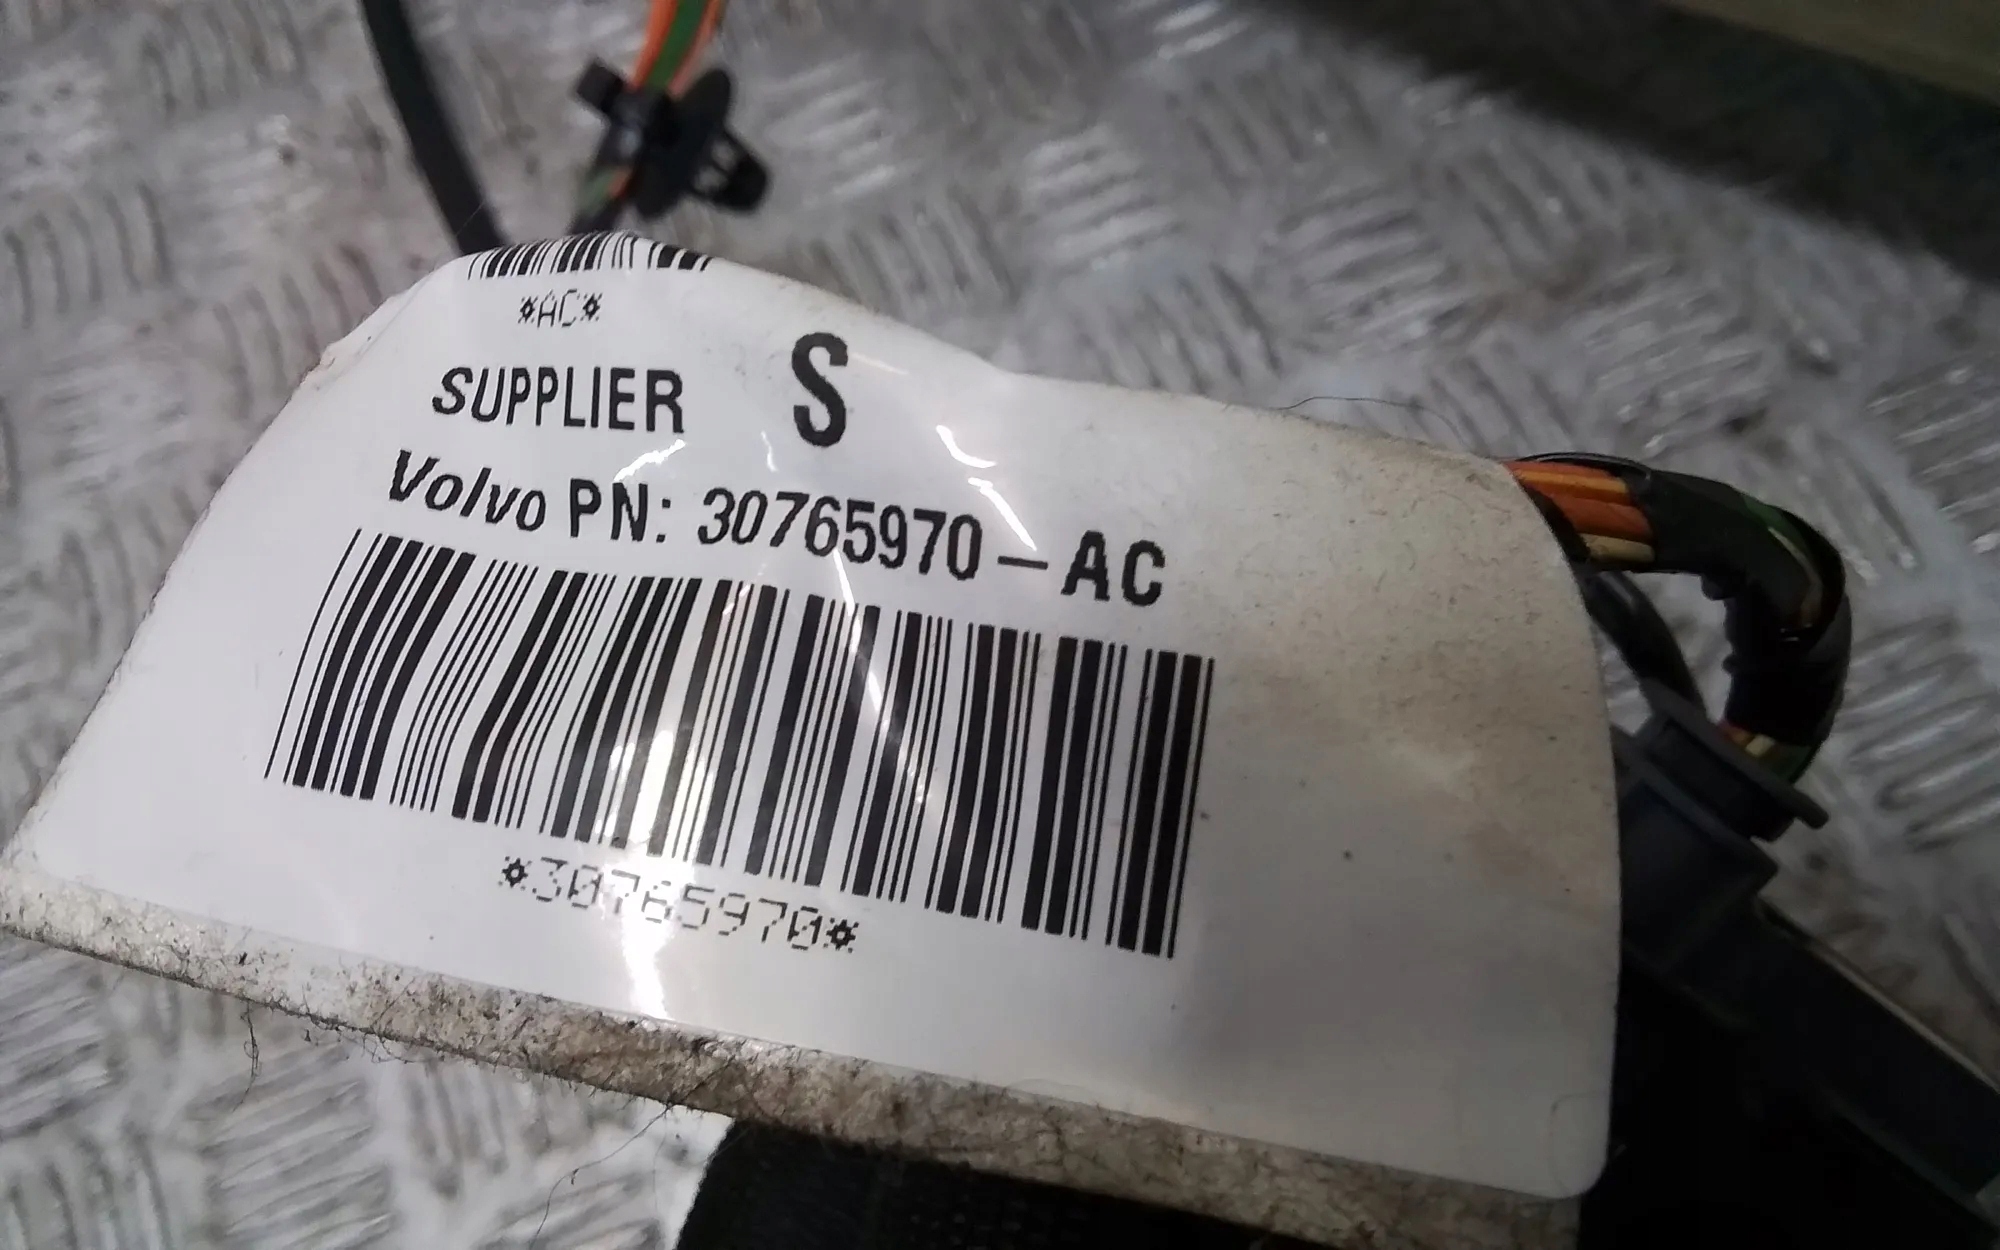 *AC*
SUPPLIER S
Volvo PN: 30765970-AC
*30765970*